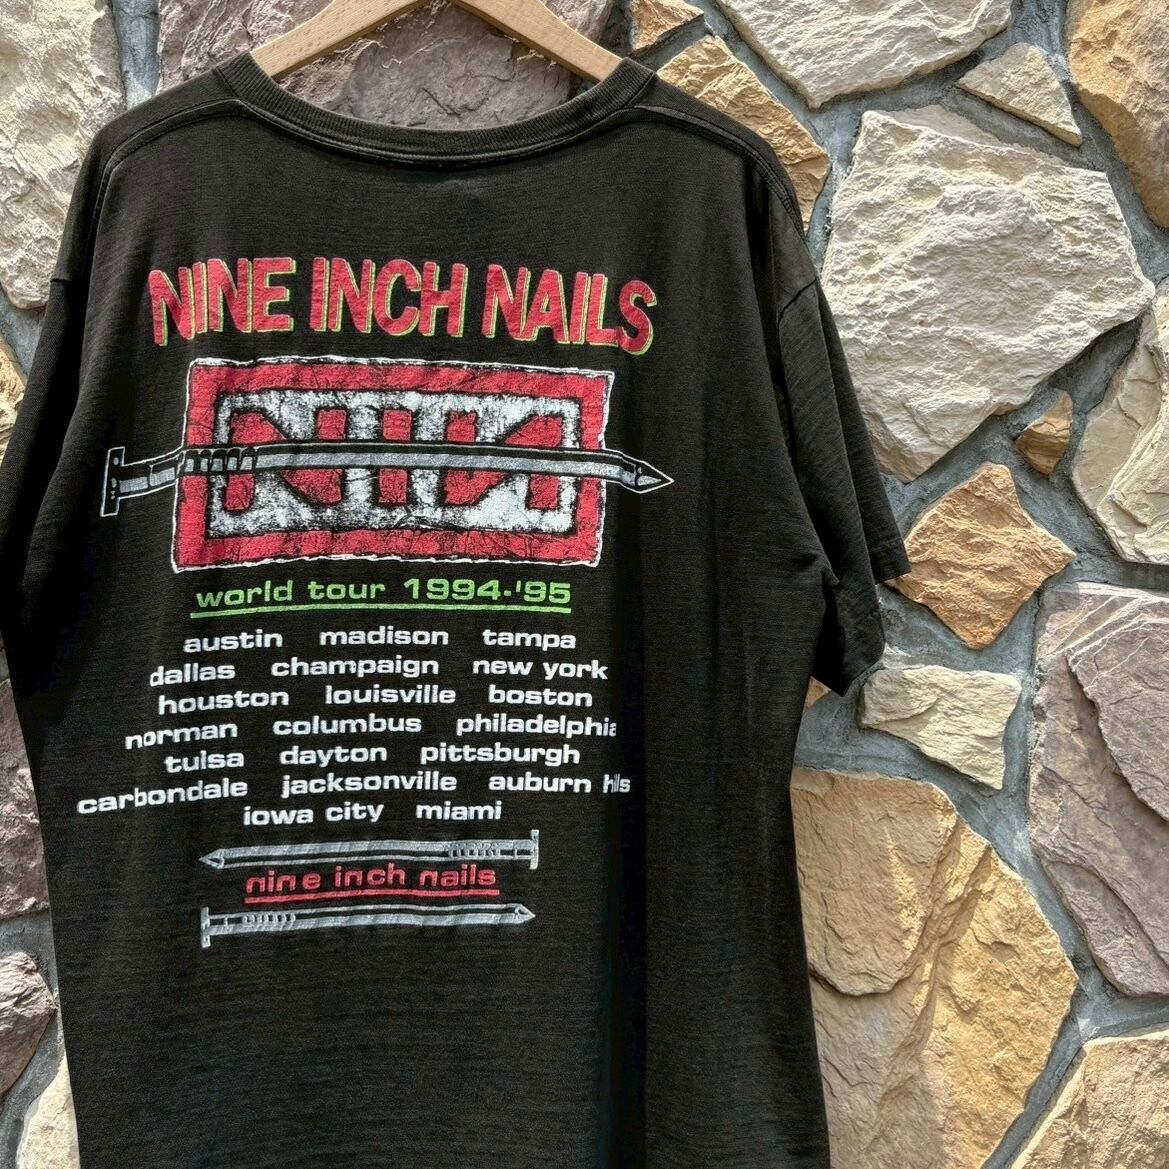 NINE INCH NAILS
NIN
world tour 1994-'95
austin madison tampa
dallas champaign new york
houston louisville boston
norman columbus philadelphia
tulsa dayton pittsburgh
carbondale jacksonville auburn hills
iowa city miami
nine inch nails